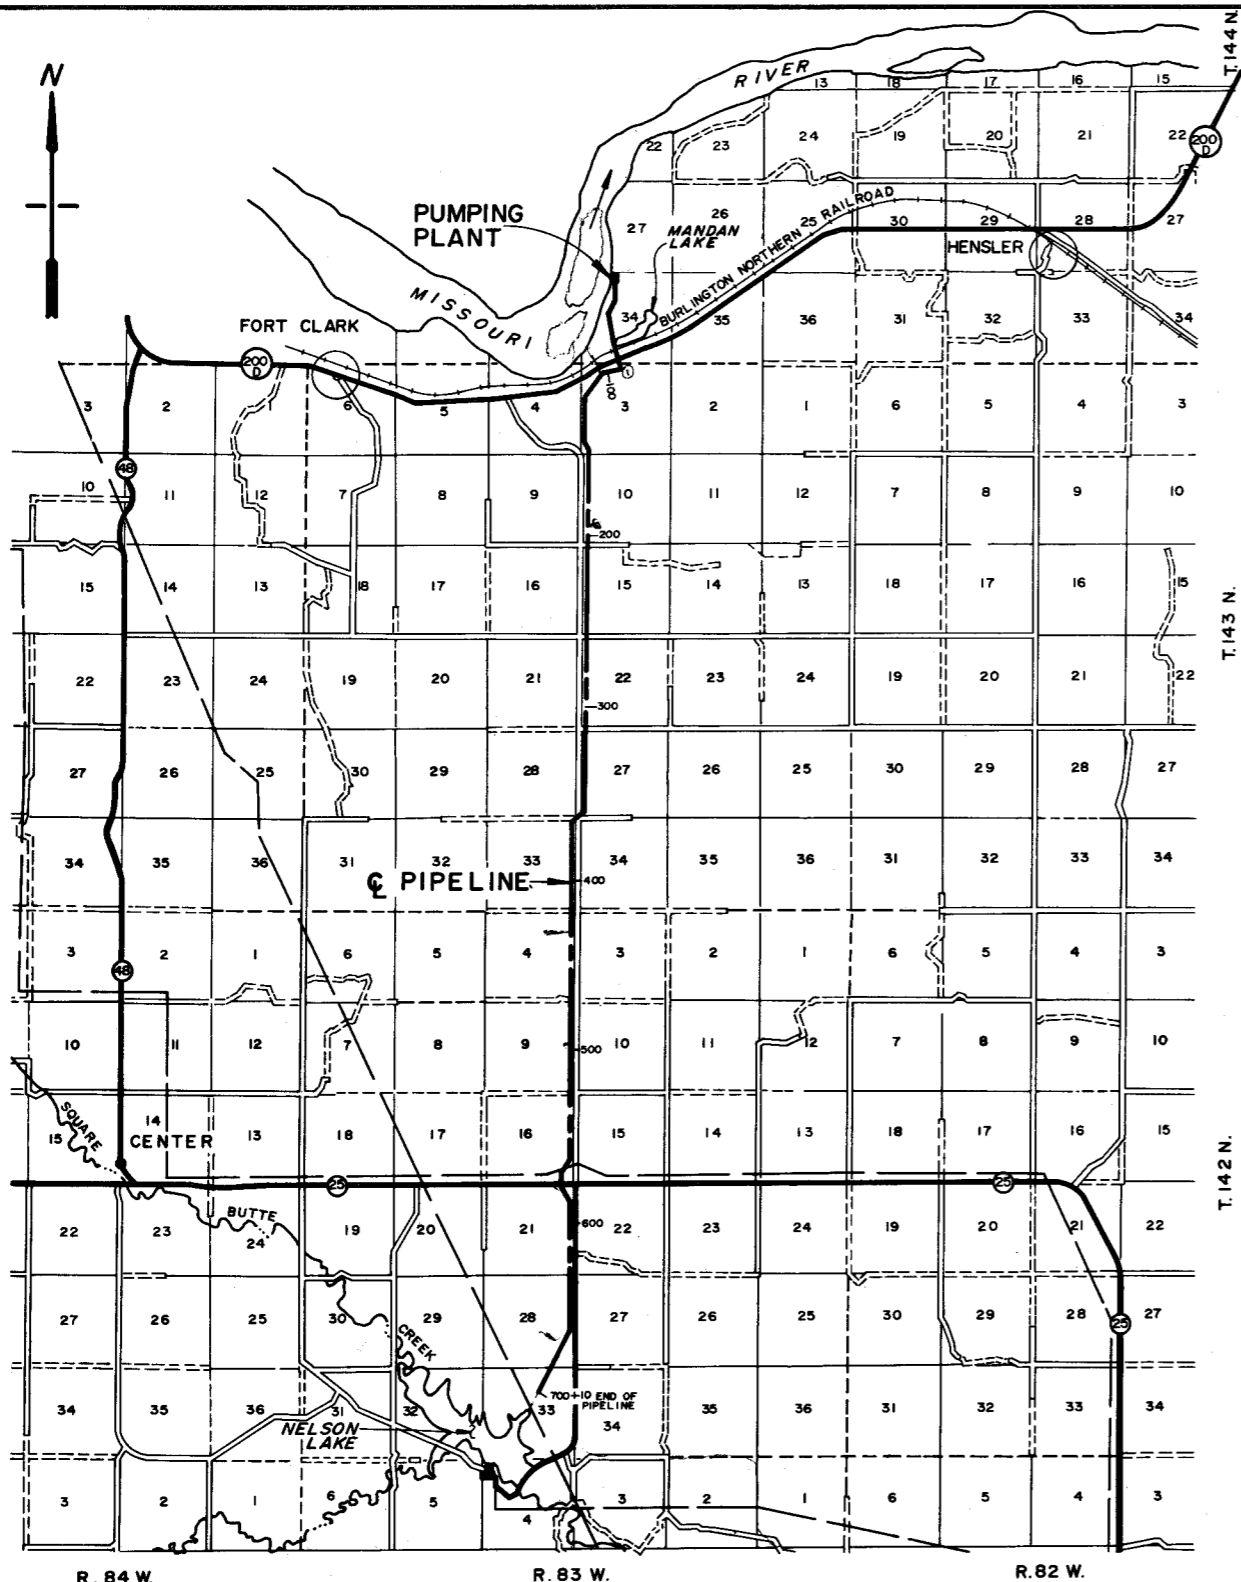 T. 144 N.
N
RIVER
13 18 17 16 15
200 D
22 23 24 19 20 21 22
PUMPING
PLANT
27 26 25 30 29 28 27
MANDAN
LAKE
BURLINGTON NORTHERN RAILROAD
HENSLER
MISSOURI
34 35 36 31 32 33 34
FORT CLARK
200 D
3 2 1 6 5 4 3 2 1 6 5 4 3
48
10 11 12 7 8 9 10 11 12 7 8 9 10
200
15 14 13 18 17 16 15 14 13 18 17 16 15
T. 143 N.
22 23 24 19 20 21 22 23 24 19 20 21 22
300
27 26 25 30 29 28 27 26 25 30 29 28 27
34 35 36 31 32 33 34 35 36 31 32 33 34
℄ PIPELINE
400
3 2 1 6 5 4 3 2 1 6 5 4 3
48
10 11 12 7 8 9 10 11 12 7 8 9 10
500
SQUARE
15 14 13 18 17 16 15 14 13 18 17 16 15
CENTER
T. 142 N.
25 25
BUTTE
22 23 24 19 20 21 22 23 24 19 20 21 22
600
27 26 25 30 29 28 27 26 25 30 29 28 27
25
CREEK
700+10 END OF
PIPELINE
34 35 36 31 32 33 34 35 36 31 32 33 34
NELSON
LAKE
3 2 1 6 5 4 3 2 1 6 5 4 3
R. 84 W. R. 83 W. R. 82 W.